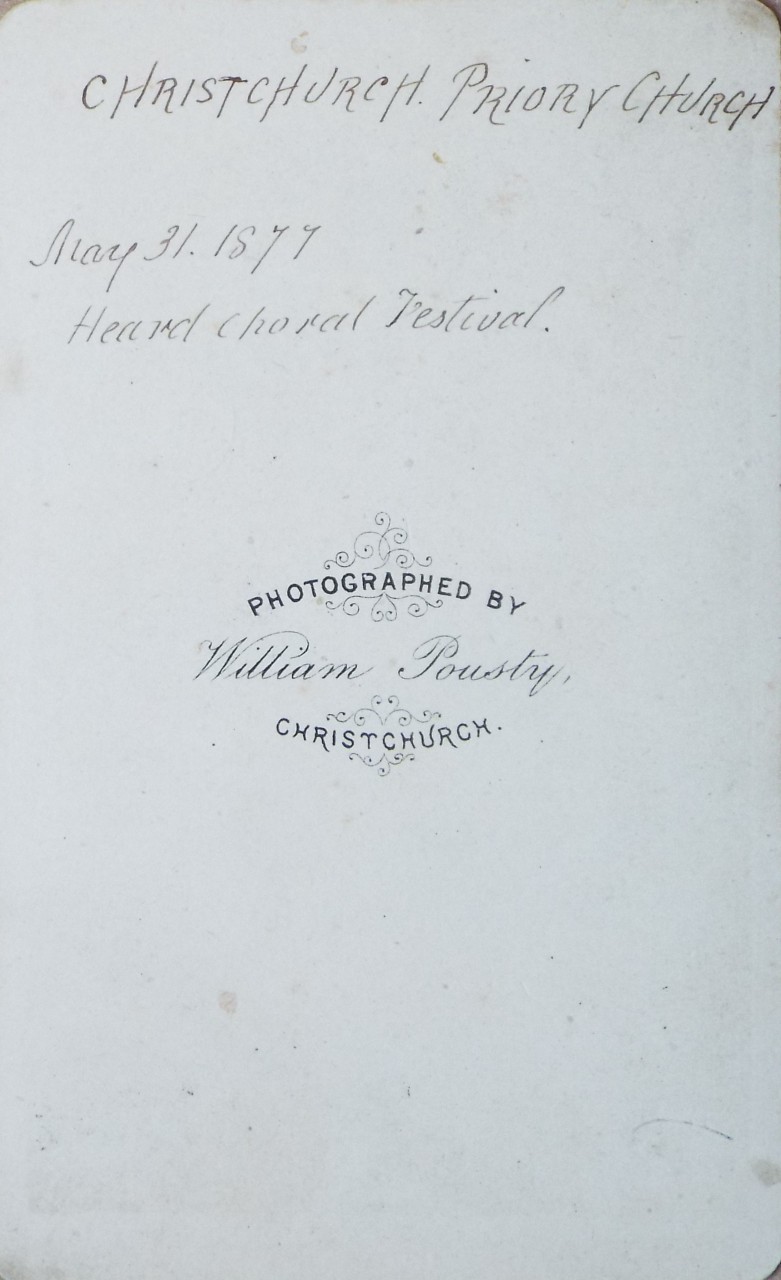 CHRISTCHURCH. PRIORY CHURCH
May 31. 1877
Heard Choral Festival.
PHOTOGRAPHED BY
William Pousty,
CHRISTCHURCH.